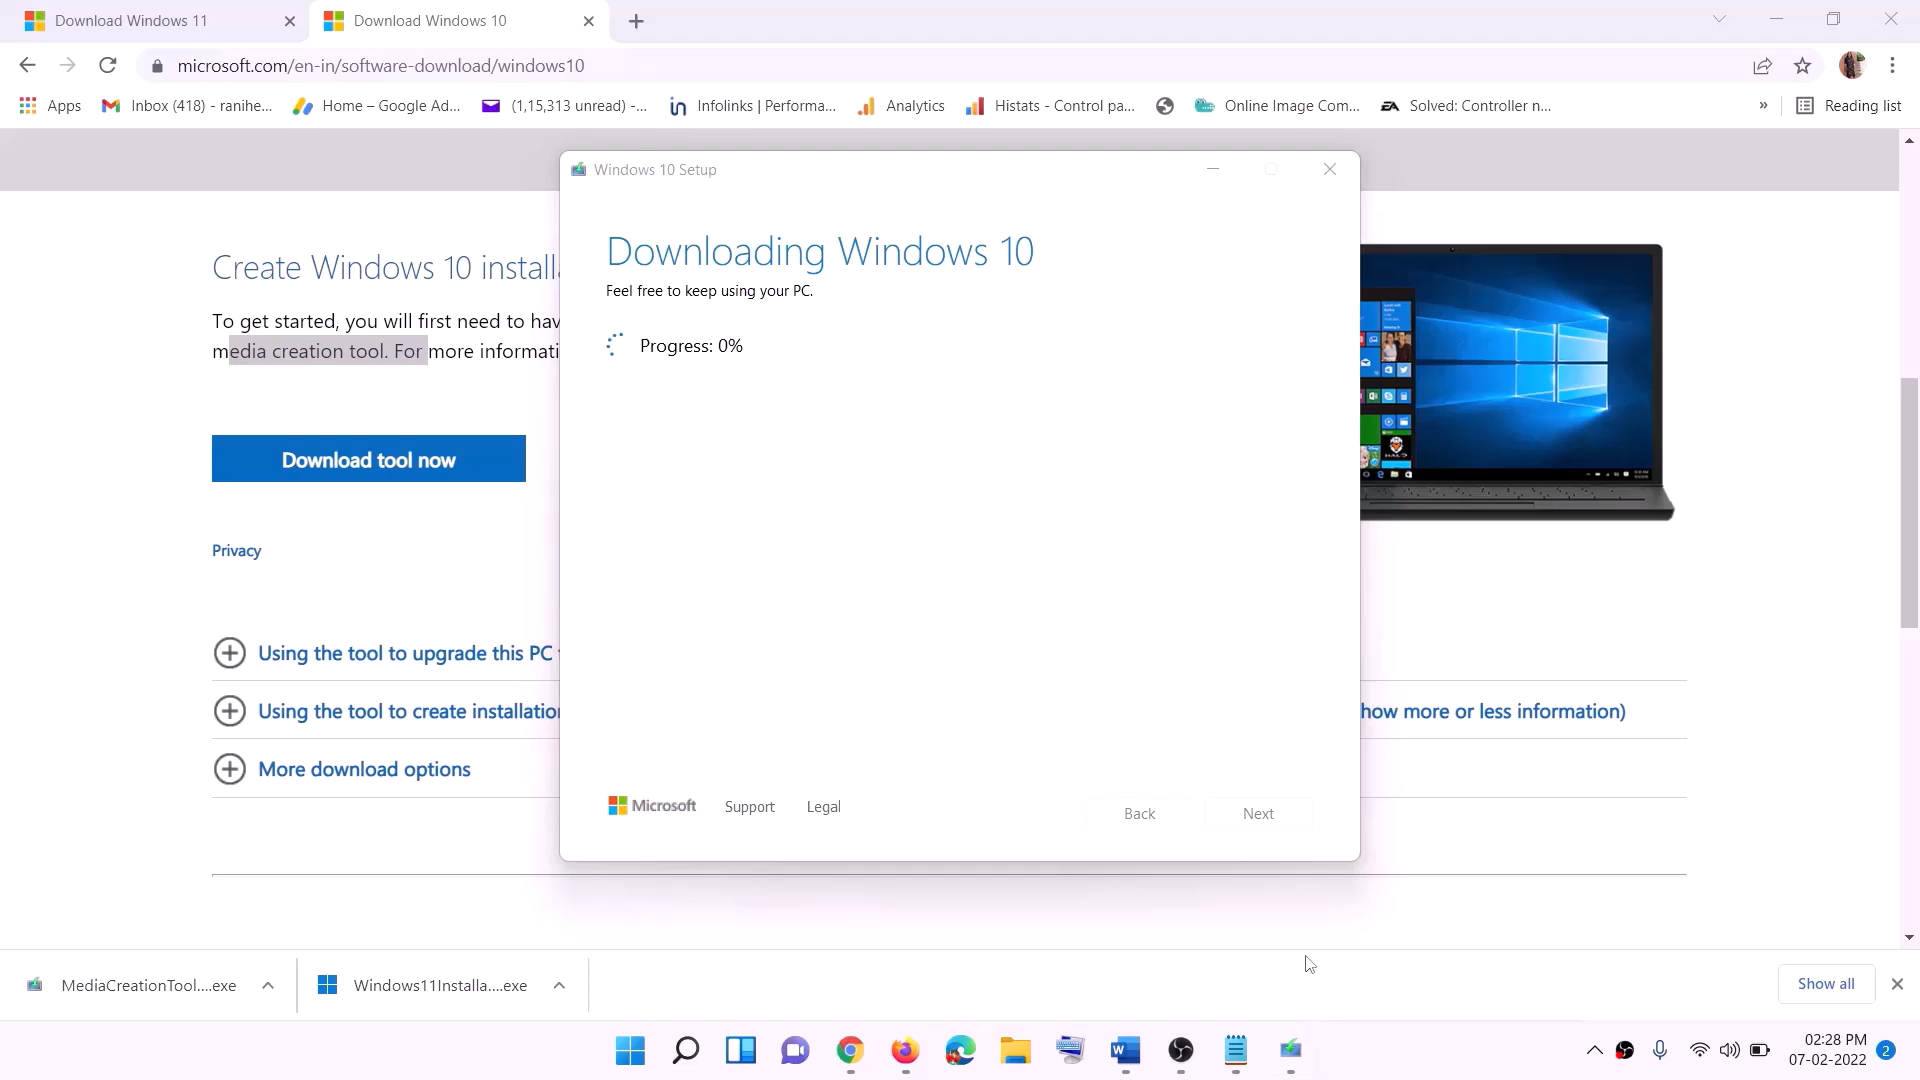 Download Windows 11
Download Windows 10
microsoft.com/en-in/software-download/windows10
Apps
Inbox (418) - ranihe...
Home – Google Ad...
(1,15,313 unread) -...
Infolinks | Performa...
Analytics
Histats - Control pa...
Online Image Com...
Solved: Controller n...
»
Reading list
Windows 10 Setup
Downloading Windows 10
Feel free to keep using your PC.
Progress: 0%
Microsoft
Support
Legal
Back
Next
Create Windows 10 install
To get started, you will first need to hav
media creation tool. For more informati
Download tool now
Privacy
Using the tool to upgrade this PC
Using the tool to create installation
how more or less information)
More download options
MediaCreationTool....exe
Windows11Installa....exe
Show all
02:28 PM
07-02-2022
2